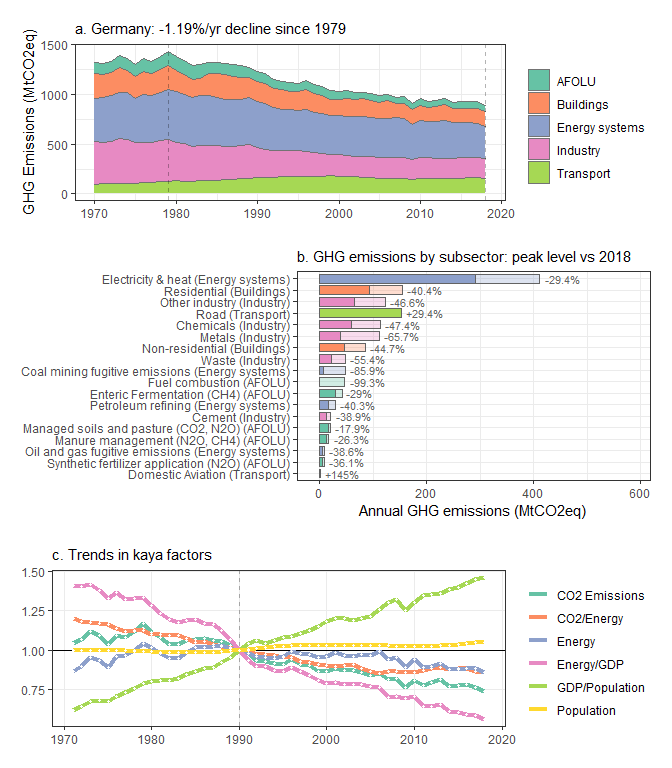 a. Germany: -1.19%/yr decline since 1979
GHG Emissions (MtCO2eq)
1500
1000
500
0
1970
1980
1990
2000
2010
2020
AFOLU
Buildings
Energy systems
Industry
Transport
b. GHG emissions by subsector: peak level vs 2018
Electricity & heat (Energy systems) -29.4%
Residential (Buildings) -40.4%
Other industry (Industry) -46.6%
Road (Transport) +29.4%
Chemicals (Industry) -47.4%
Metals (Industry) -65.7%
Non-residential (Buildings) -44.7%
Waste (Industry) -55.4%
Coal mining fugitive emissions (Energy systems) -85.9%
Fuel combustion (AFOLU) -99.3%
Enteric Fermentation (CH4) (AFOLU) -29%
Petroleum refining (Energy systems) -40.3%
Cement (Industry) -38.9%
Managed soils and pasture (CO2, N2O) (AFOLU) -17.9%
Manure management (N2O, CH4) (AFOLU) -26.3%
Oil and gas fugitive emissions (Energy systems) -38.6%
Synthetic fertilizer application (N2O) (AFOLU) -36.1%
Domestic Aviation (Transport) +145%
0
200
400
600
Annual GHG emissions (MtCO2eq)
c. Trends in kaya factors
1.50
1.25
1.00
0.75
1970
1980
1990
2000
2010
2020
CO2 Emissions
CO2/Energy
Energy
Energy/GDP
GDP/Population
Population